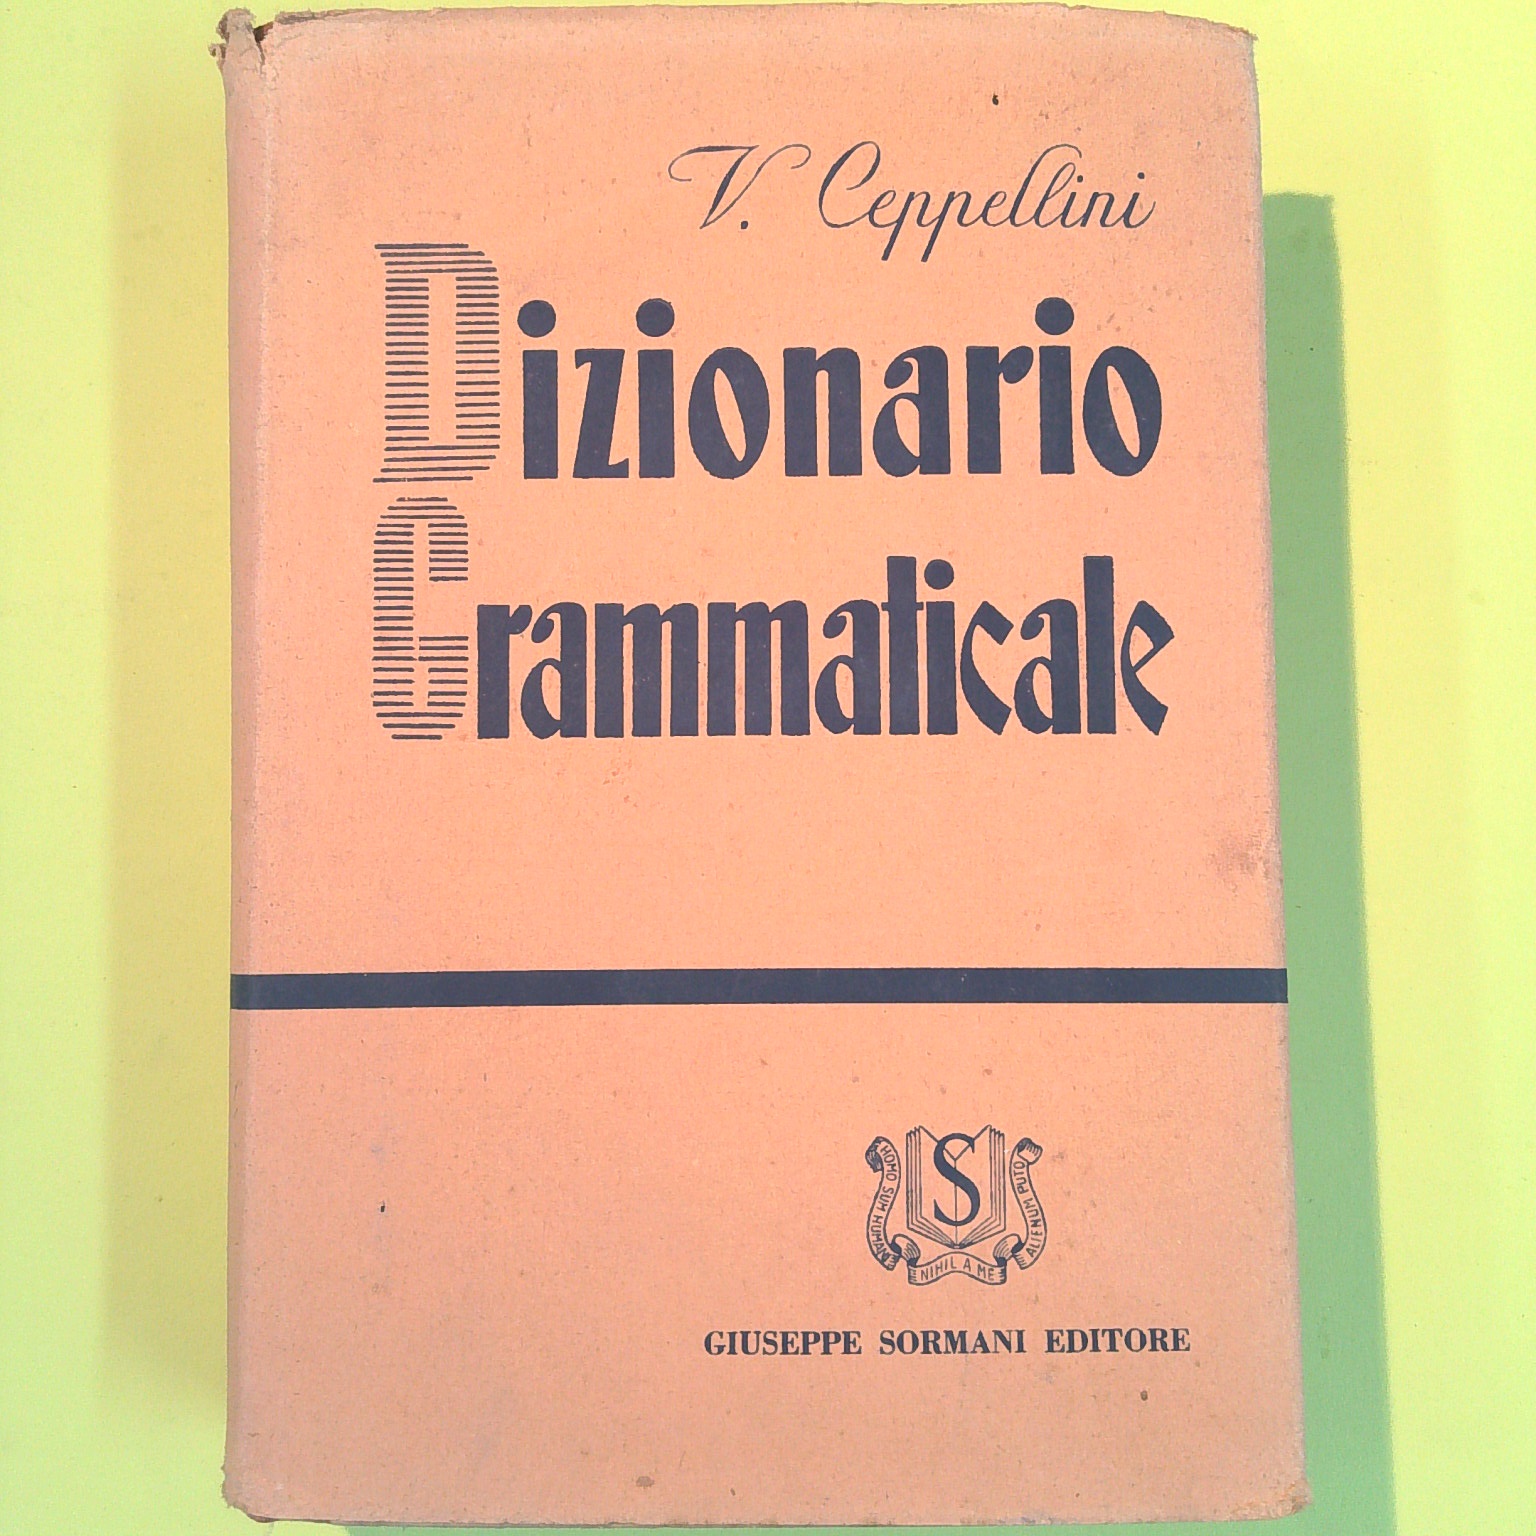 V. Ceppellini
Dizionario
Grammaticale
S
HOMO SUM HUMANI
NIHIL A ME
ALIENUM PUTO
GIUSEPPE SORMANI EDITORE